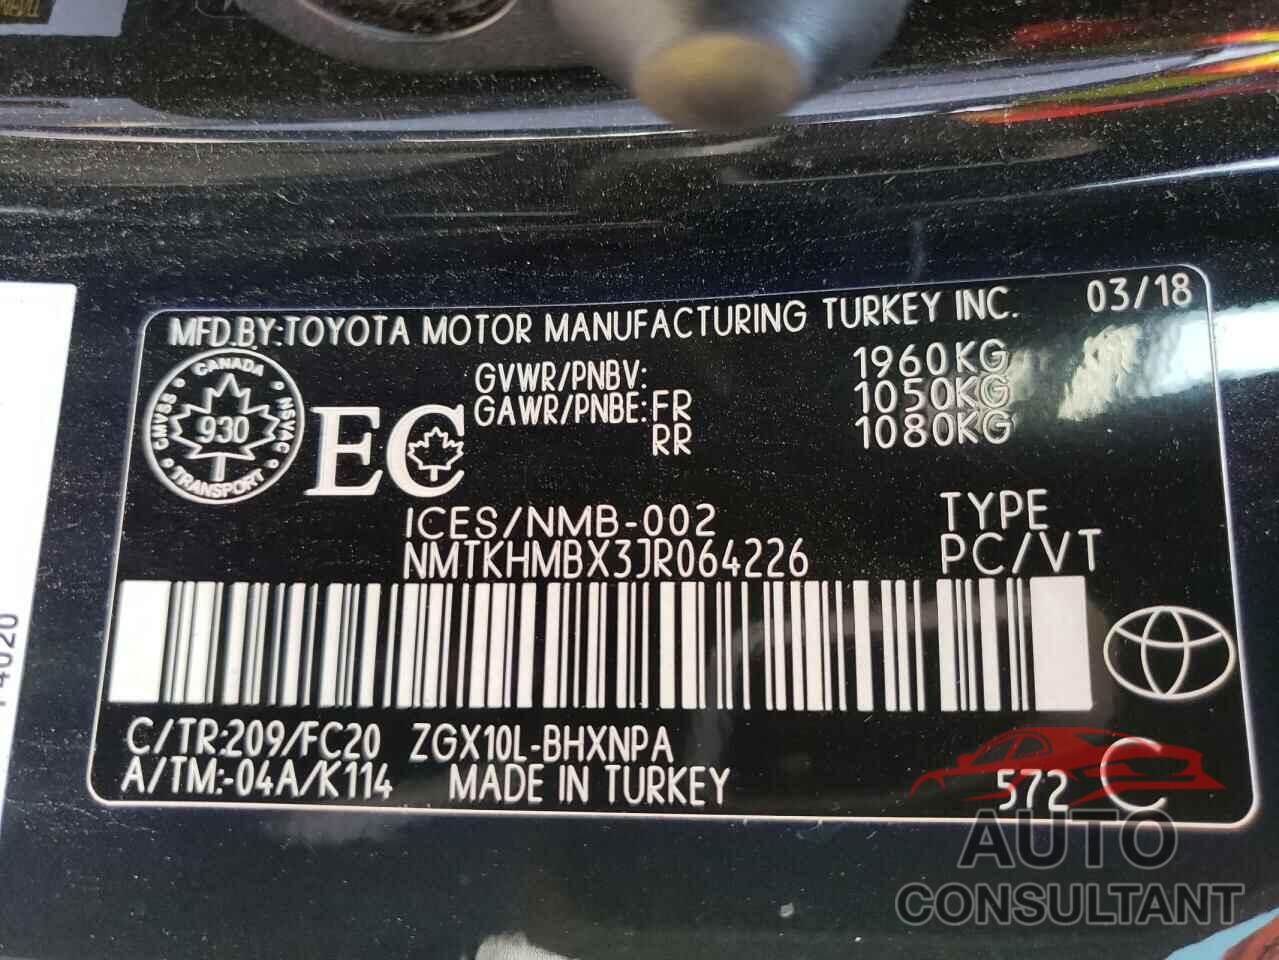 MFD.BY:TOYOTA MOTOR MANUFACTURING TURKEY INC. 03/18
GVWR/PNBV: 1960KG
GAWR/PNBE:FR 1050KG
RR 1080KG
CANADA
CMVSS 930 NSVAC
TRANSPORT
EC
ICES/NMB-002
TYPE
NMTKHMBX3JR064226 PC/VT
C/TR:209/FC20 ZGX10L-BHXNPA
A/TM:-04A/K114 MADE IN TURKEY 572 C
AUTO
CONSULTANT